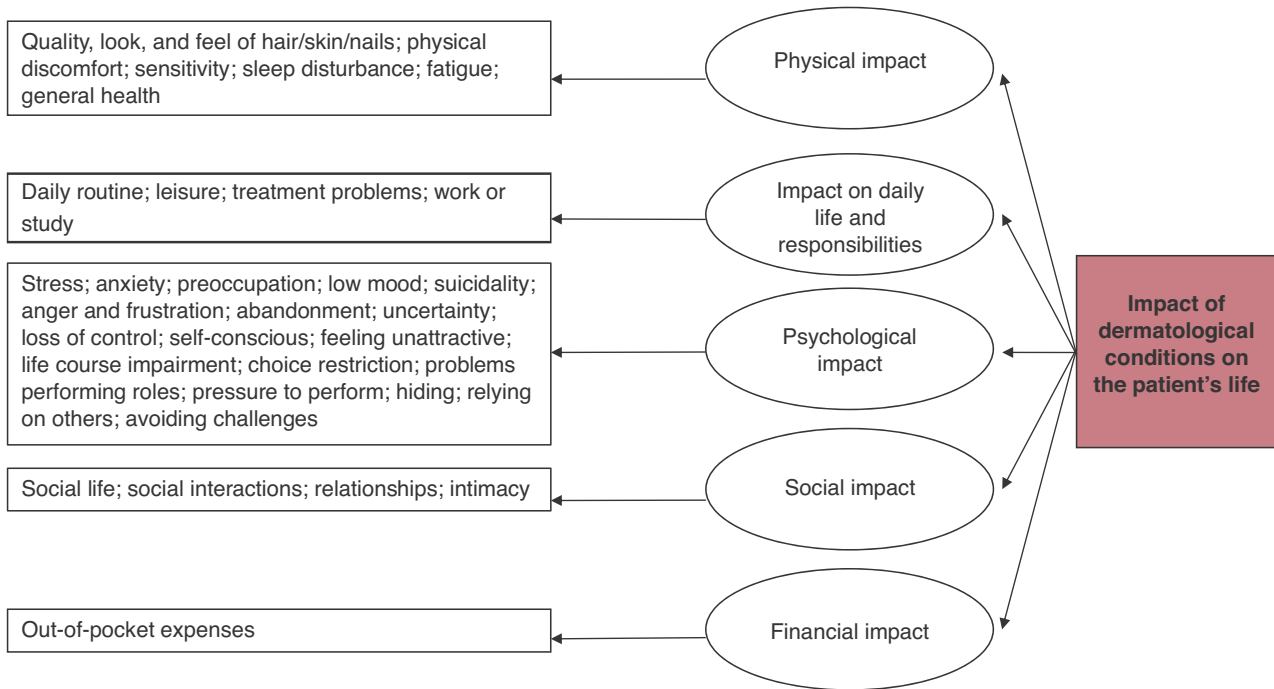 Quality, look, and feel of hair/skin/nails; physical
discomfort; sensitivity; sleep disturbance; fatigue;
general health
Physical impact
Daily routine; leisure; treatment problems; work or
study
Impact on daily
life and
responsibilities
Stress; anxiety; preoccupation; low mood; suicidality;
anger and frustration; abandonment; uncertainty;
loss of control; self-conscious; feeling unattractive;
life course impairment; choice restriction; problems
performing roles; pressure to perform; hiding; relying
on others; avoiding challenges
Psychological
impact
Impact of
dermatological
conditions on
the patient’s life
Social life; social interactions; relationships; intimacy
Social impact
Out-of-pocket expenses
Financial impact